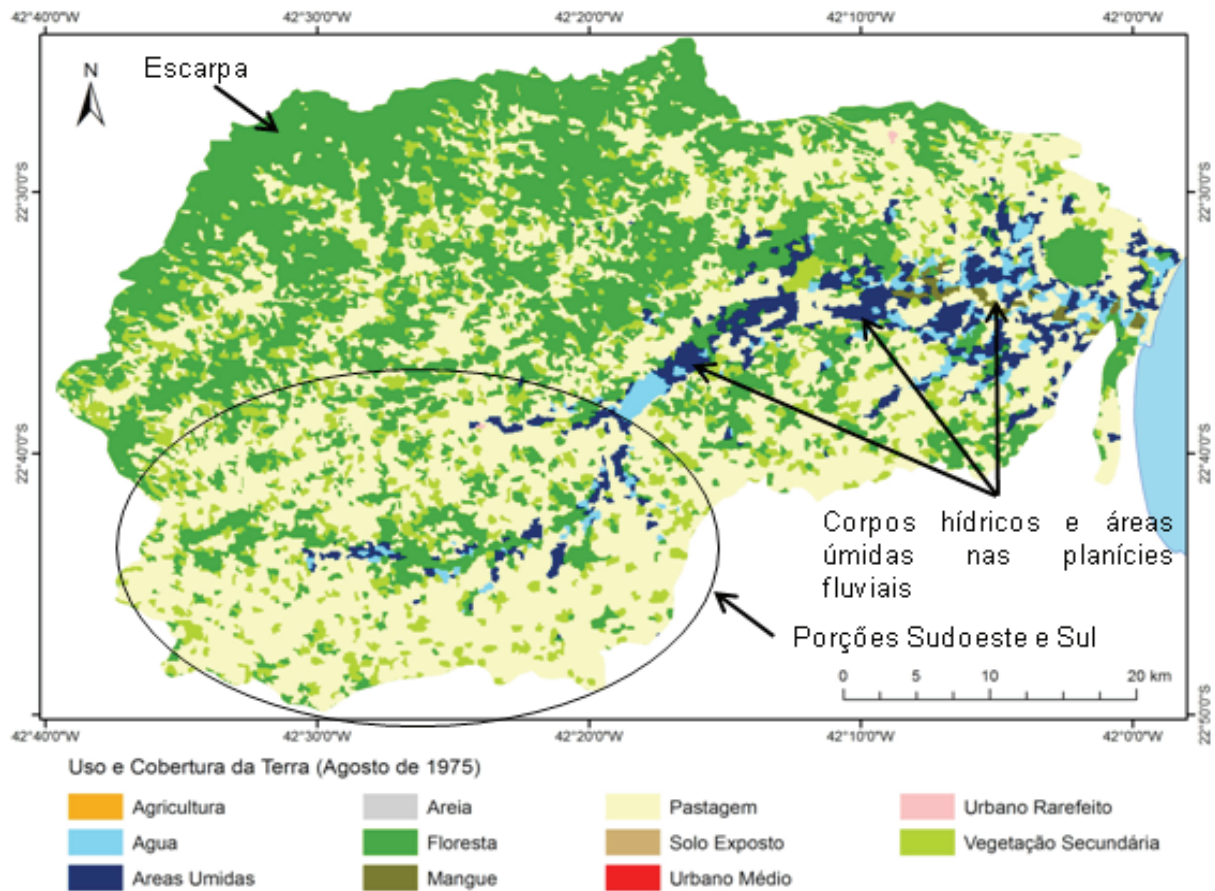 42°40'0"W 42°30'0"W 42°20'0"W 42°10'0"W 42°0'0"W
N
Escarpa
22°30'0"S 22°30'0"S
22°40'0"S 22°40'0"S
Corpos hídricos e áreas
úmidas nas planícies
fluviais
Porções Sudoeste e Sul
0 5 10 20 km
22°50'0"S
42°40'0"W 42°30'0"W 42°20'0"W 42°10'0"W 42°0'0"W
Uso e Cobertura da Terra (Agosto de 1975)
Agricultura Areia Pastagem Urbano Rarefeito
Agua Floresta Solo Exposto Vegetação Secundária
Areas Umidas Mangue Urbano Médio